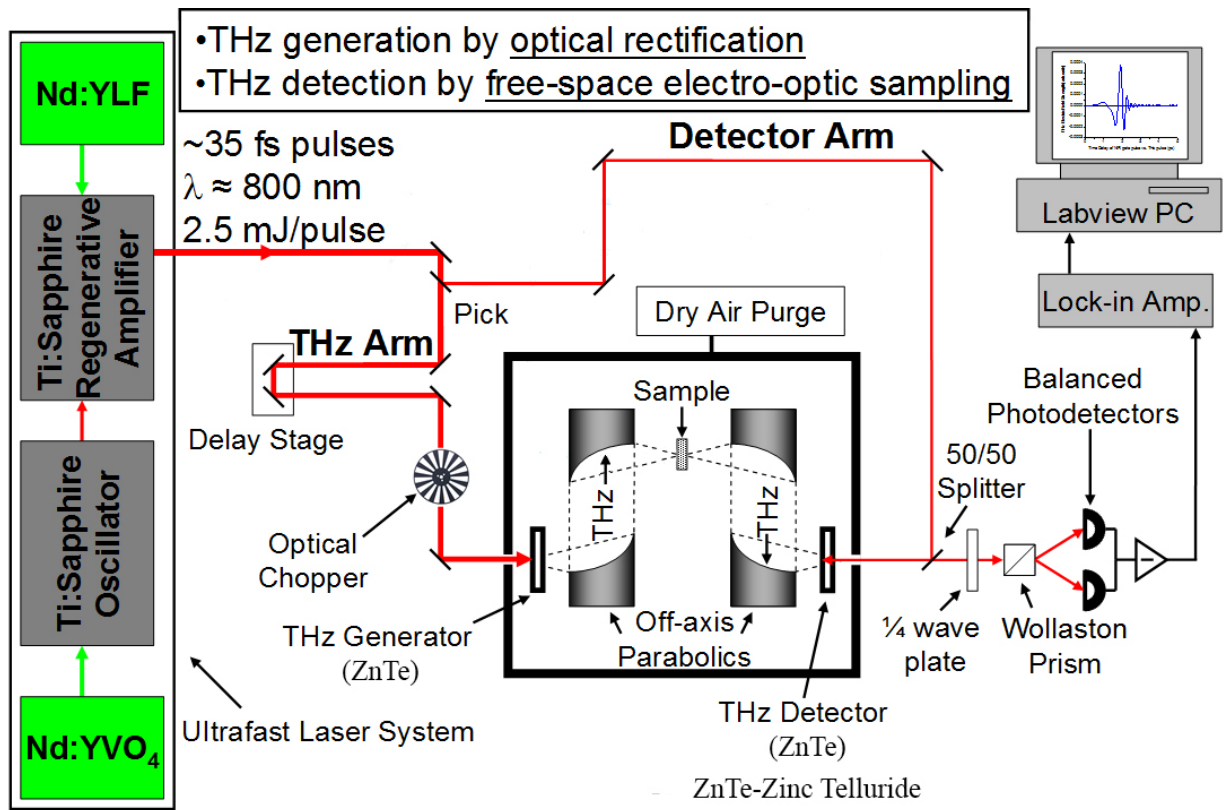 •THz generation by optical rectification
•THz detection by free-space electro-optic sampling
Nd:YLF
~35 fs pulses
λ ≈ 800 nm
2.5 mJ/pulse
Detector Arm
Ti:Sapphire
Regenerative
Amplifier
Pick
Dry Air Purge
Labview PC
Lock-in Amp.
THz Arm
Delay Stage
Sample
THz
THz
Balanced
Photodetectors
50/50
Splitter
Optical
Chopper
Ti:Sapphire
Oscillator
THz Generator
(ZnTe)
Off-axis
Parabolics
¼ wave
plate
Wollaston
Prism
THz Detector
(ZnTe)
Ultrafast Laser System
Nd:YVO4
ZnTe-Zinc Telluride